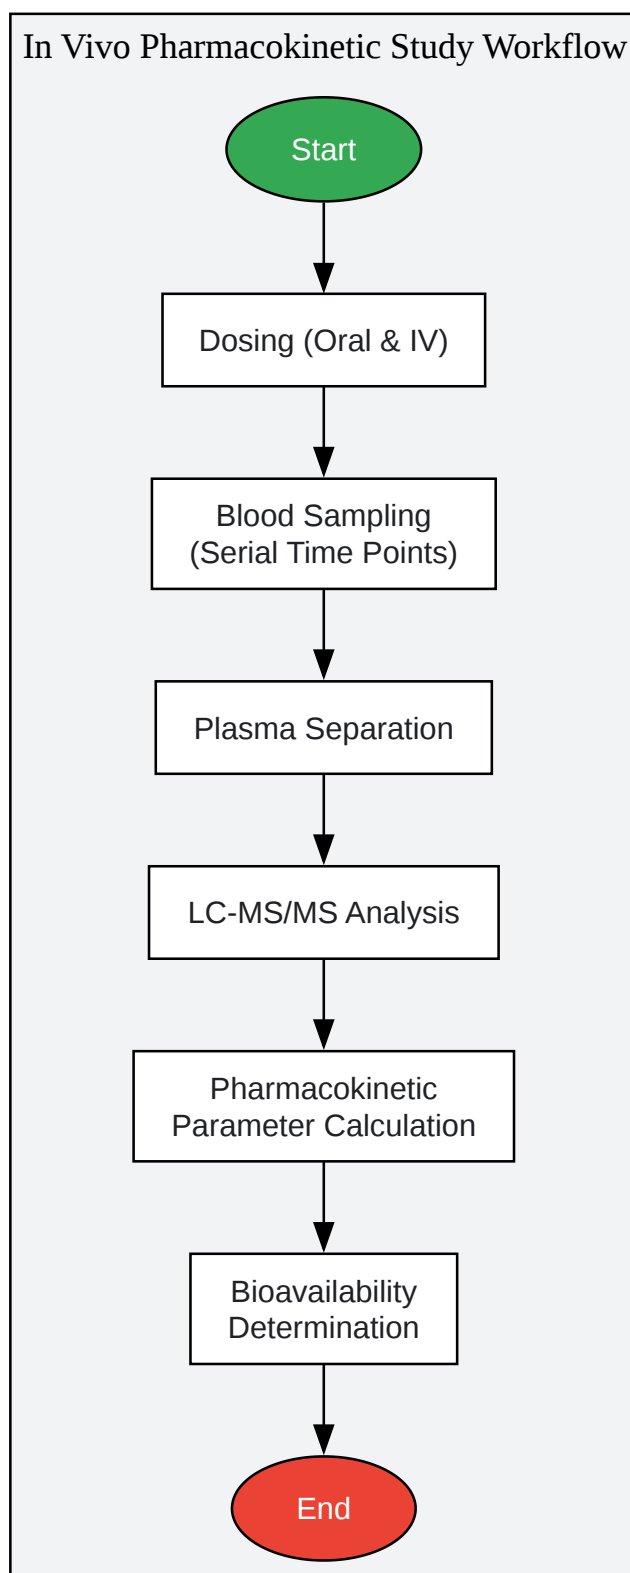 In Vivo Pharmacokinetic Study Workflow
Start
Dosing (Oral & IV)
Blood Sampling
(Serial Time Points)
Plasma Separation
LC-MS/MS Analysis
Pharmacokinetic
Parameter Calculation
Bioavailability
Determination
End